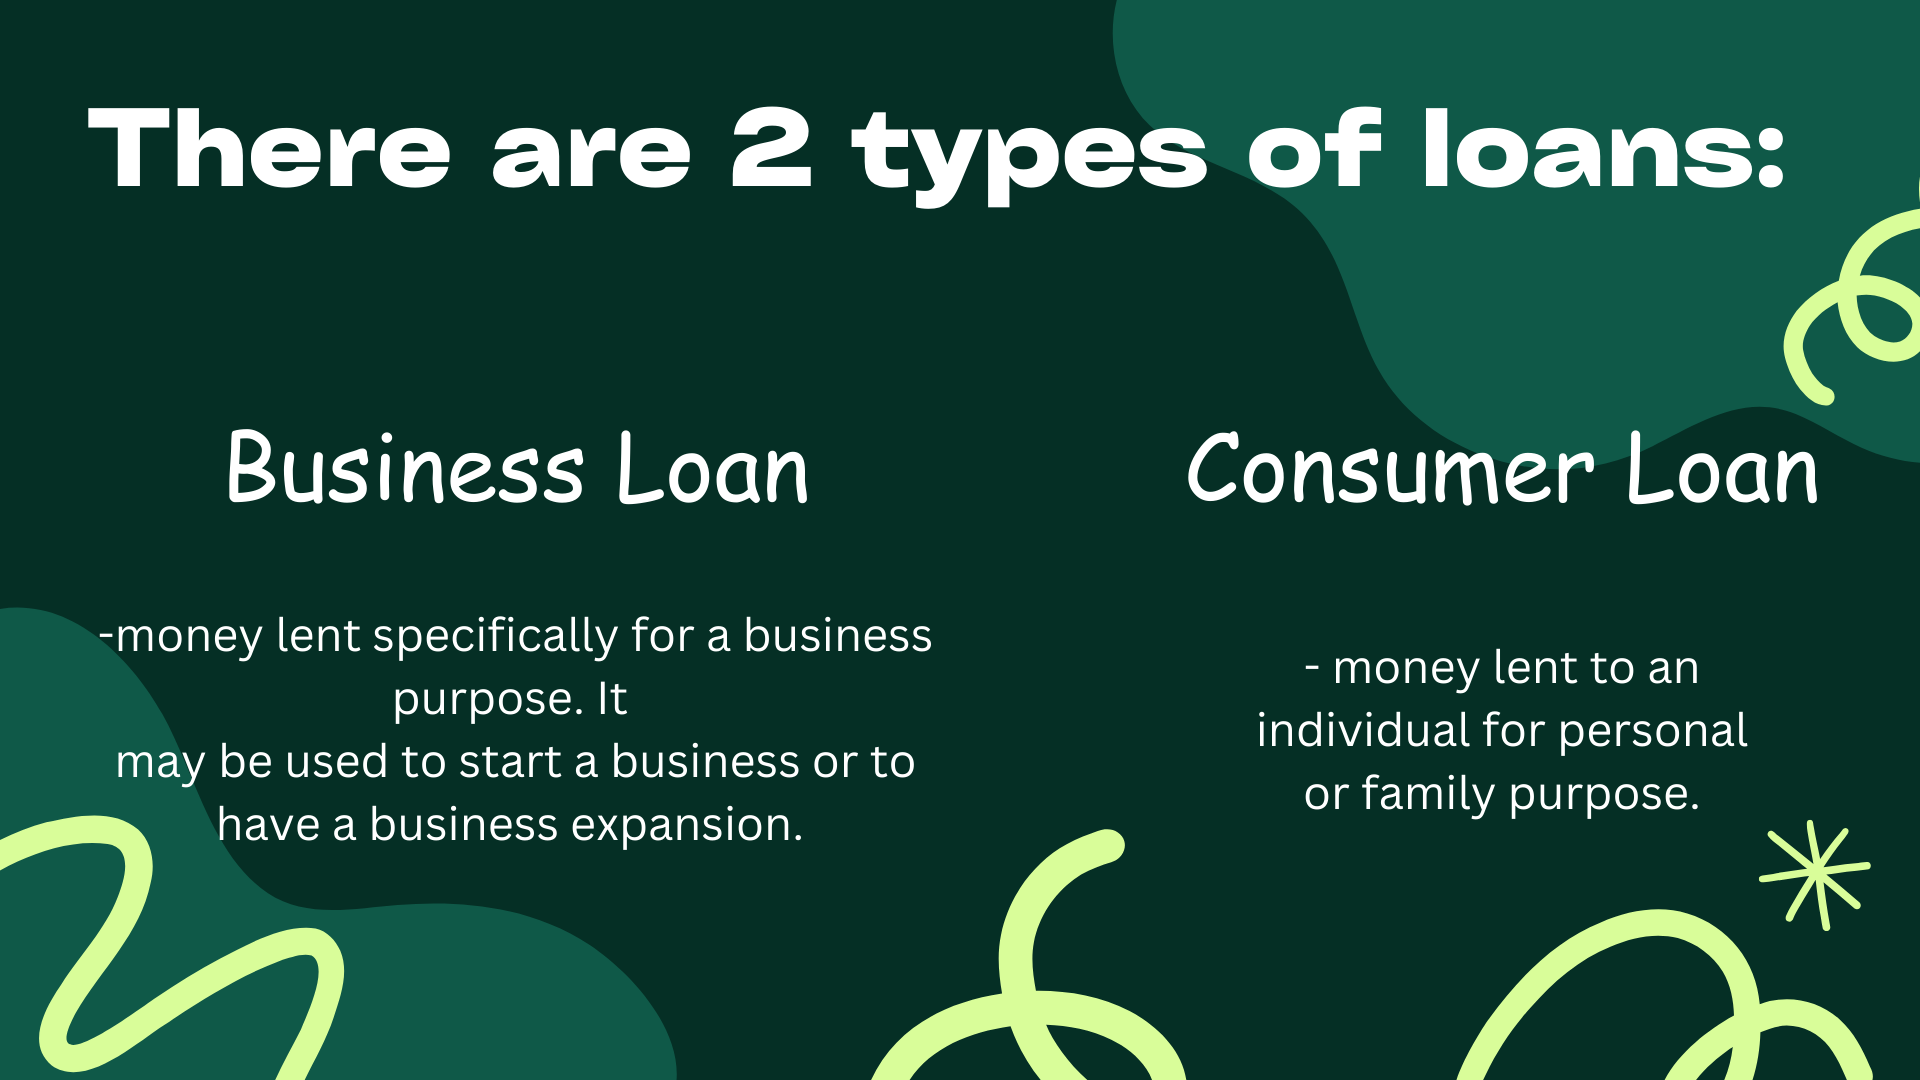 There are 2 types of loans:
Business Loan
-money lent specifically for a business
purpose. It
may be used to start a business or to
have a business expansion.
Consumer Loan
- money lent to an
individual for personal
or family purpose.